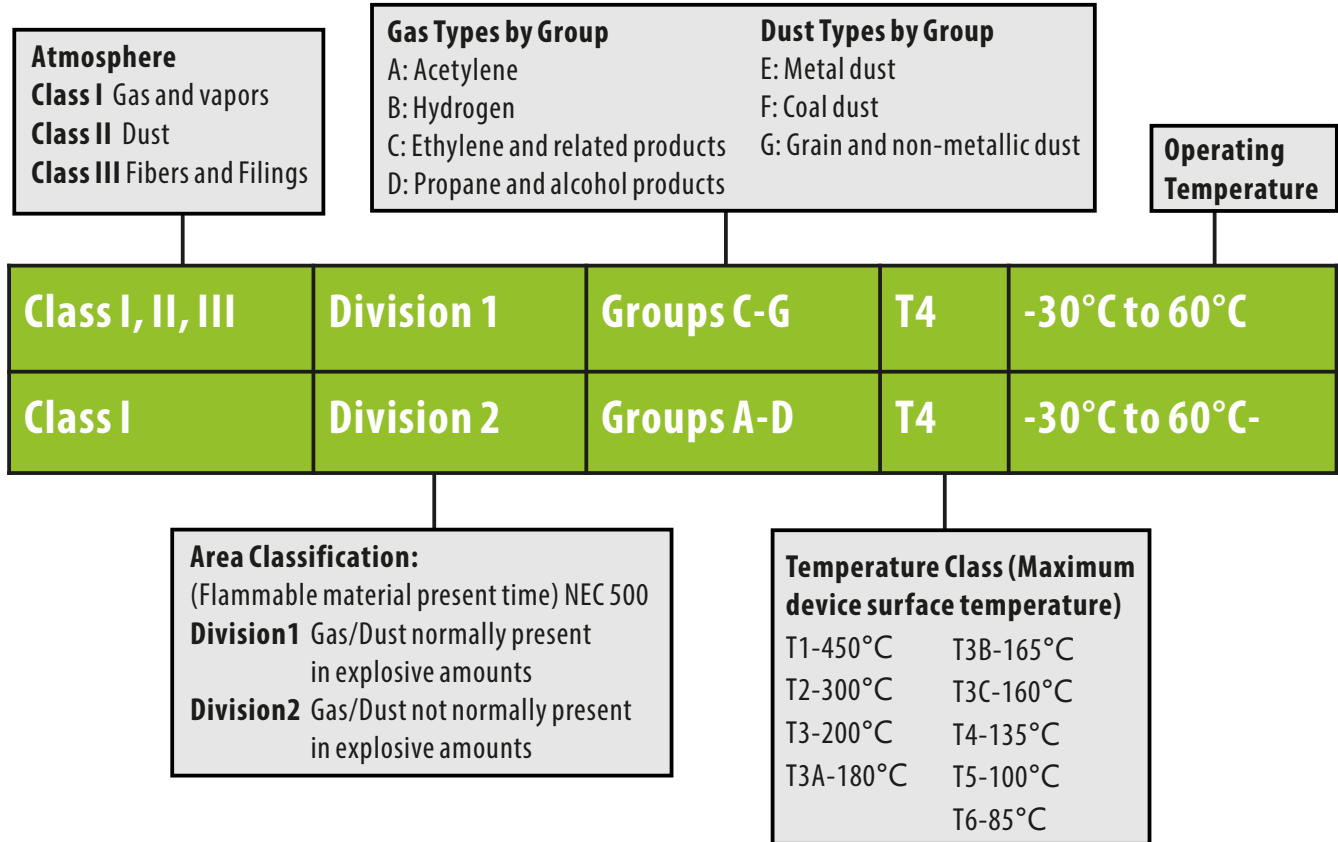 Atmosphere
Class I Gas and vapors
Class II Dust
Class III Fibers and Filings
Gas Types by Group
A: Acetylene
B: Hydrogen
C: Ethylene and related products
D: Propane and alcohol products
Dust Types by Group
E: Metal dust
F: Coal dust
G: Grain and non-metallic dust
Operating
Temperature
Class I, II, III Division 1 Groups C-G T4 -30°C to 60°C
Class I Division 2 Groups A-D T4 -30°C to 60°C-
Area Classification:
(Flammable material present time) NEC 500
Division1 Gas/Dust normally present
in explosive amounts
Division2 Gas/Dust not normally present
in explosive amounts
Temperature Class (Maximum
device surface temperature)
T1-450°C
T2-300°C
T3-200°C
T3A-180°C
T3B-165°C
T3C-160°C
T4-135°C
T5-100°C
T6-85°C